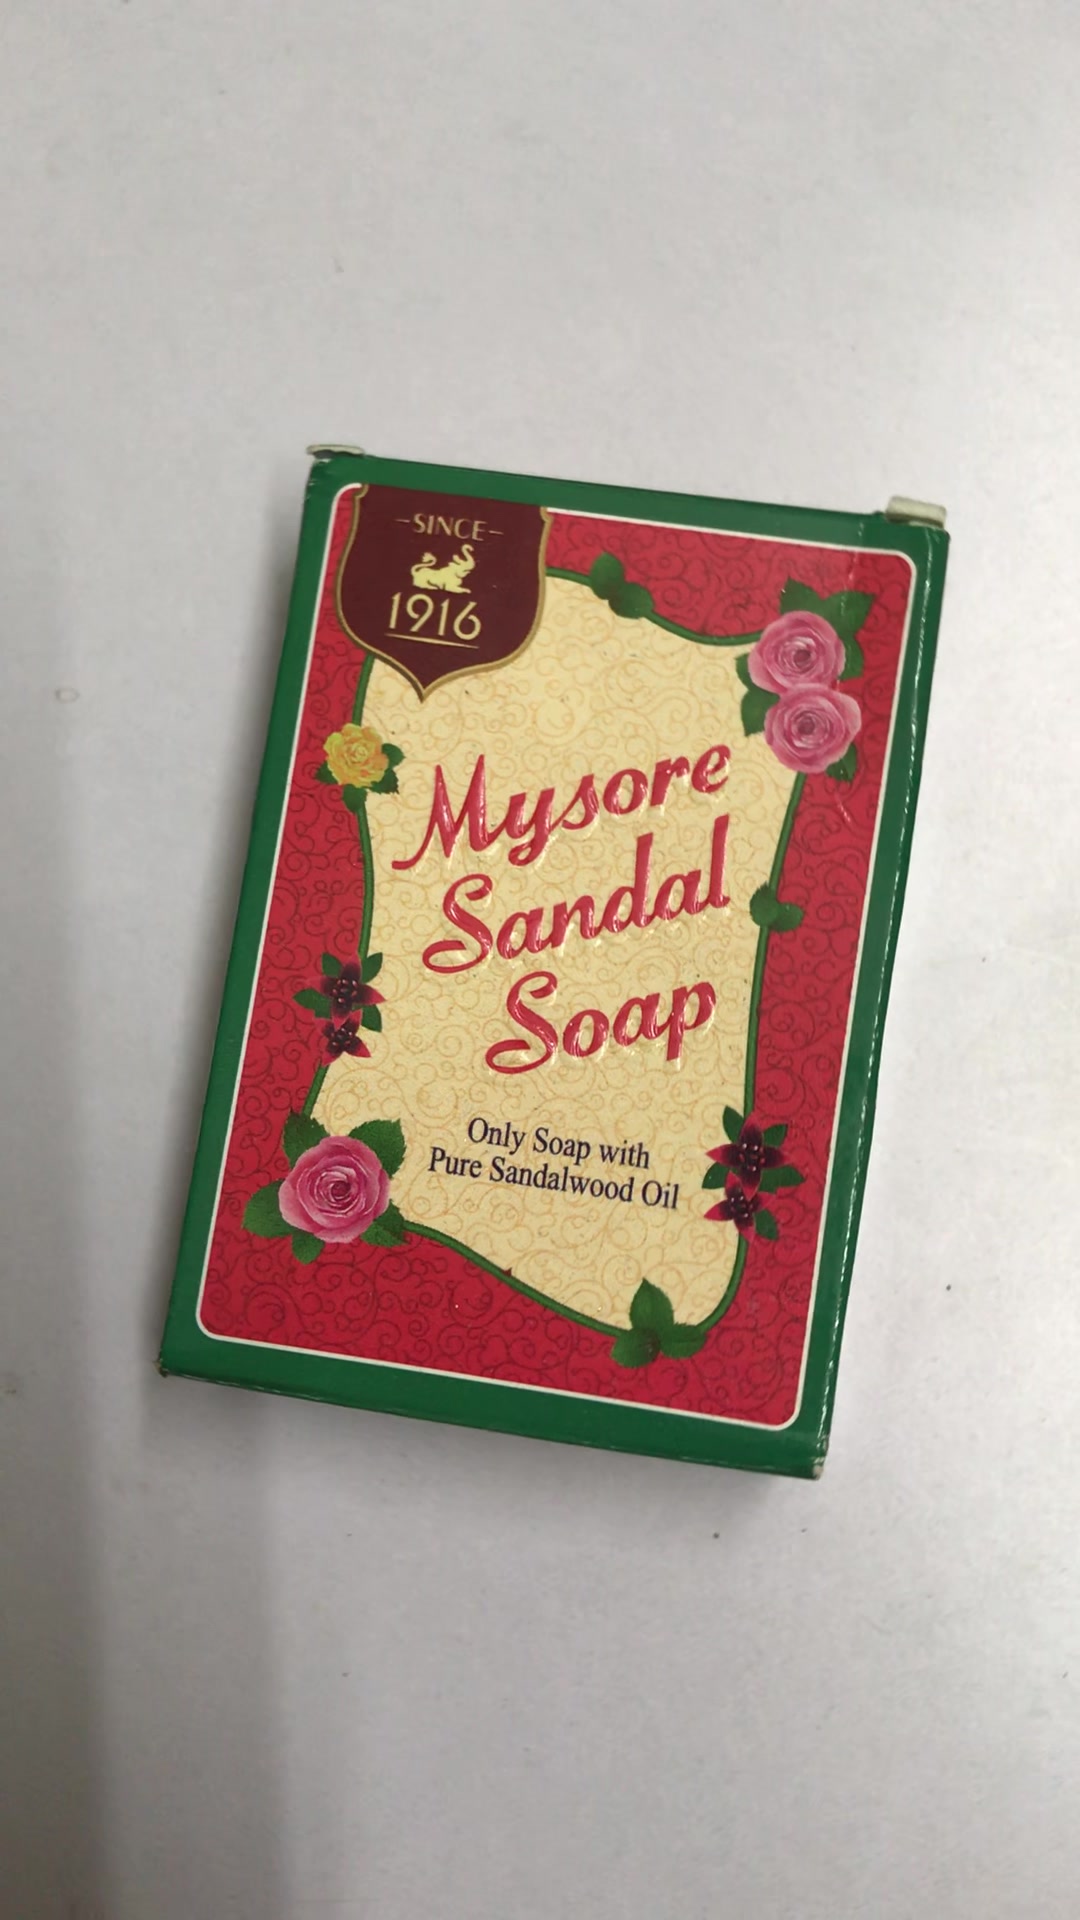 -SINCE-
1916
Mysore
Sandal
Soap
Only Soap with
Pure Sandalwood Oil